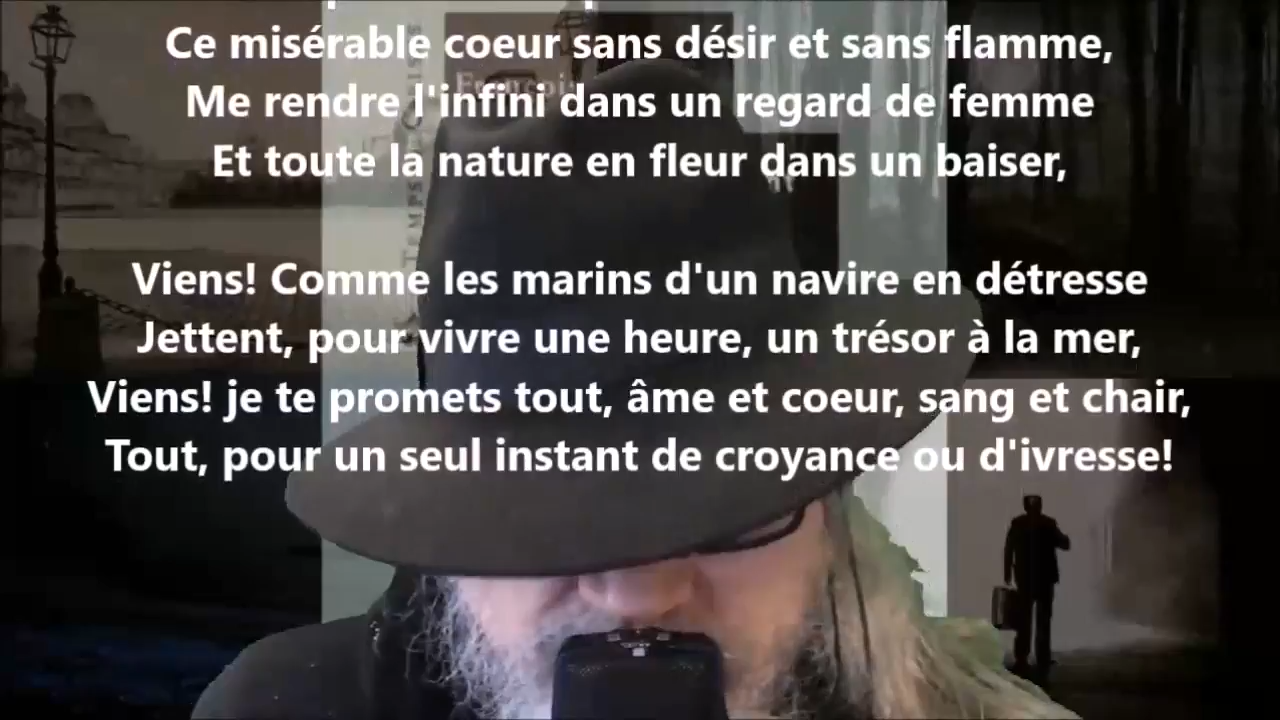 Ce misérable coeur sans désir et sans flamme,
Me rendre l'infini dans un regard de femme
Et toute la nature en fleur dans un baiser,
Viens! Comme les marins d'un navire en détresse
Jettent, pour vivre une heure, un trésor à la mer,
Viens! je te promets tout, âme et coeur, sang et chair,
Tout, pour un seul instant de croyance ou d'ivresse!